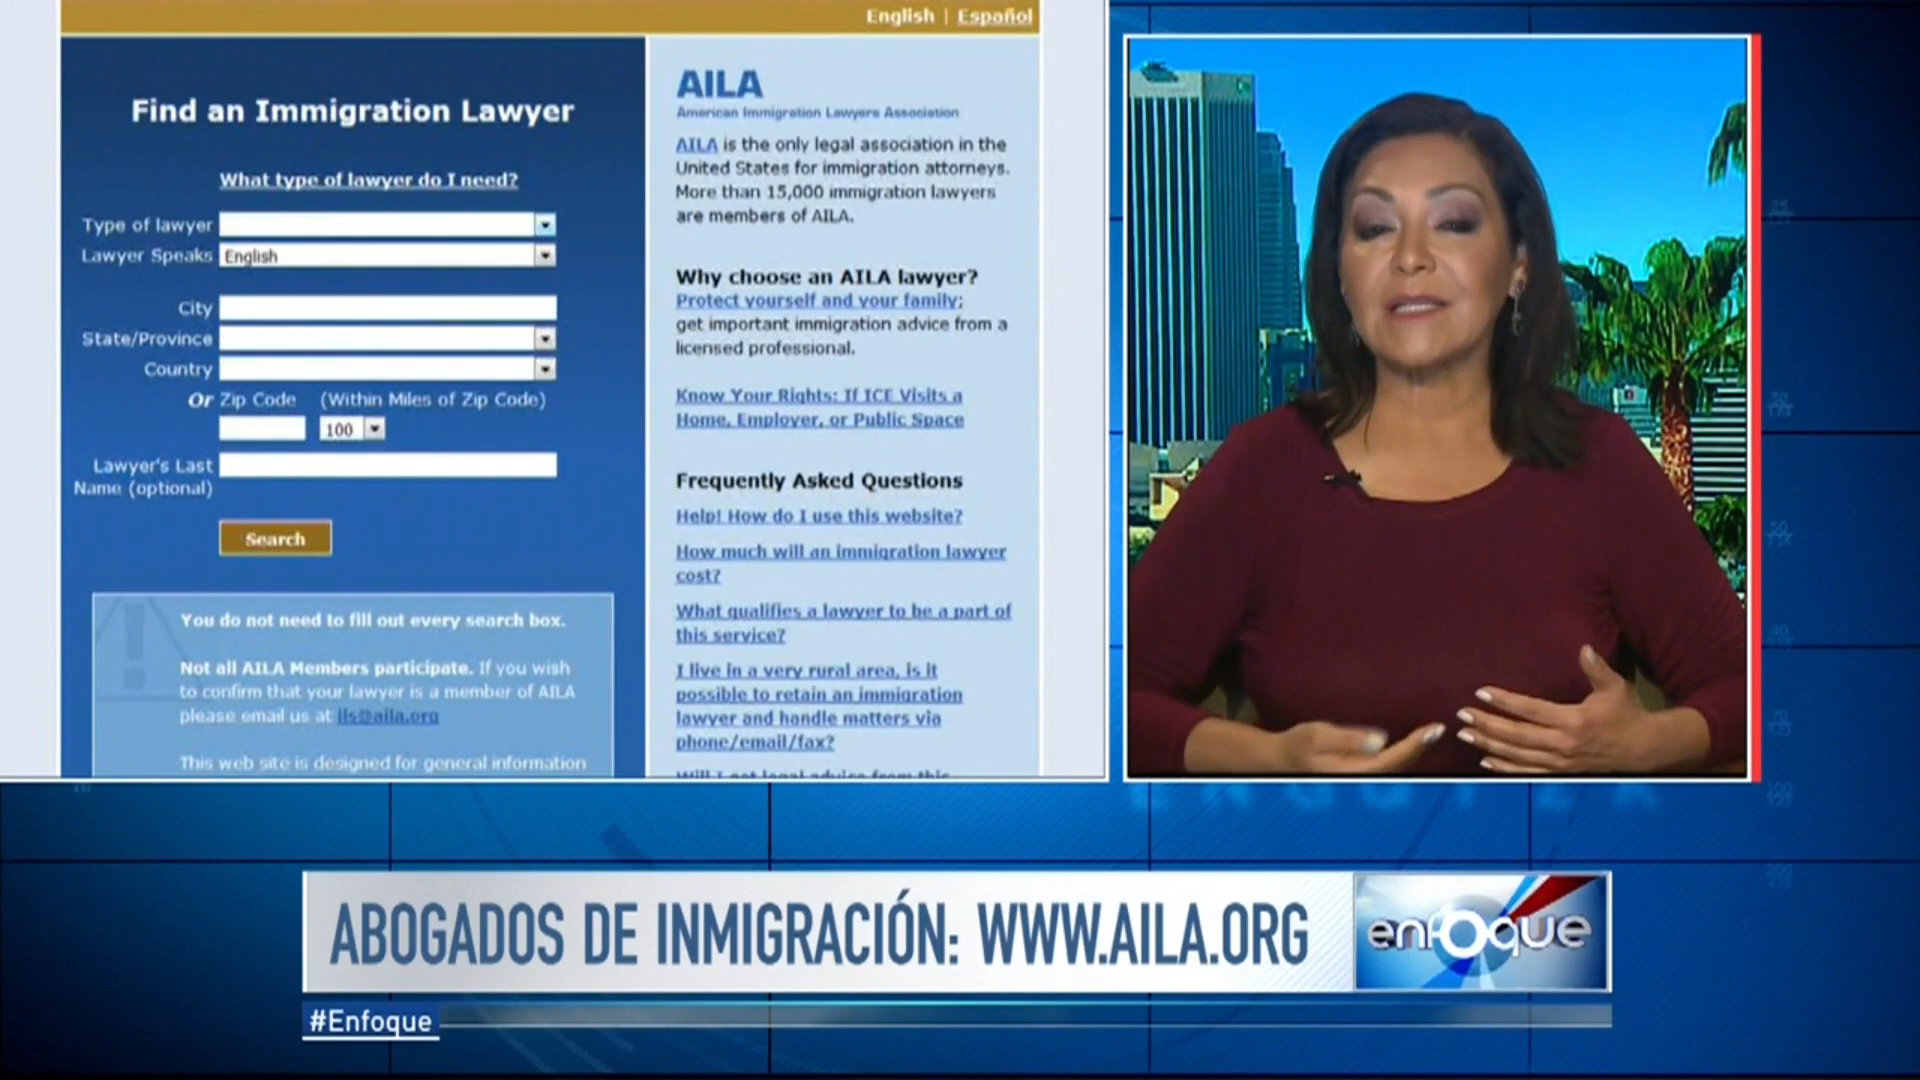 English | Español
Find an Immigration Lawyer
What type of lawyer do I need?
Type of lawyer
Lawyer Speaks English
City
State/Province
Country
Or Zip Code (Within Miles of Zip Code)
100
Lawyer's Last
Name (optional)
Search
You do not need to fill out every search box.
Not all AILA Members participate. If you wish
to confirm that your lawyer is a member of AILA
please email us at ils@aila.org
This web site is designed for general information
AILA
American Immigration Lawyers Association
AILA is the only legal association in the
United States for immigration attorneys.
More than 15,000 immigration lawyers
are members of AILA.
Why choose an AILA lawyer?
Protect yourself and your family;
get important immigration advice from a
licensed professional.
Know Your Rights: If ICE Visits a
Home, Employer, or Public Space
Frequently Asked Questions
Help! How do I use this website?
How much will an immigration lawyer
cost?
What qualifies a lawyer to be a part of
this service?
I live in a very rural area, is it
possible to retain an immigration
lawyer and handle matters via
phone/email/fax?
Will I get legal advice from this
ABOGADOS DE INMIGRACIÓN: WWW.AILA.ORG
enfoque
#Enfoque